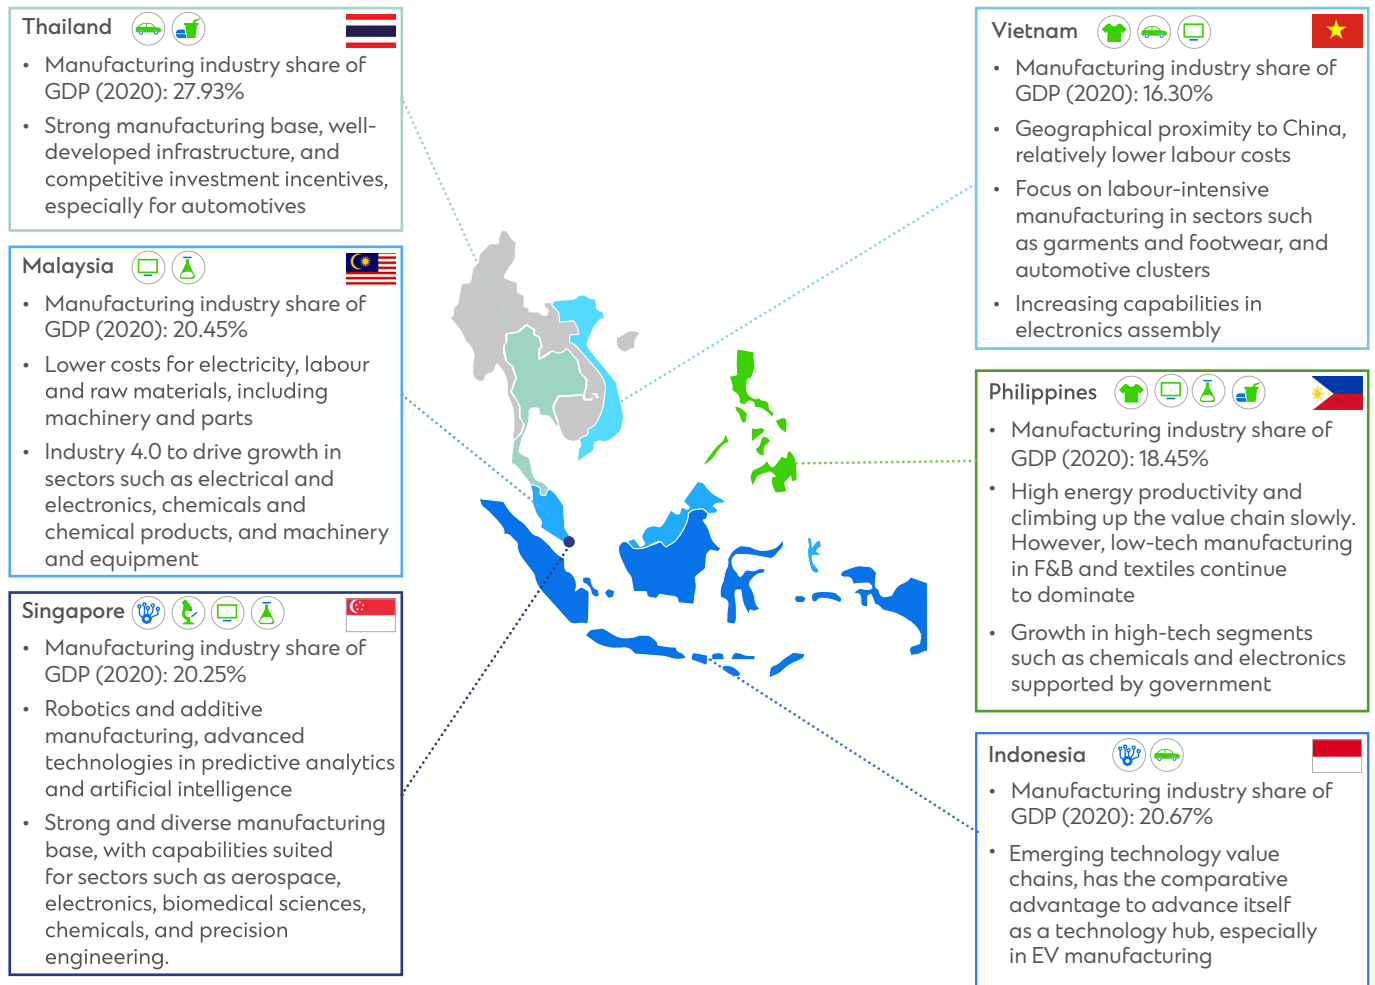 Thailand
• Manufacturing industry share of
GDP (2020): 27.93%
• Strong manufacturing base, well-
developed infrastructure, and
competitive investment incentives,
especially for automotives
Malaysia
• Manufacturing industry share of
GDP (2020): 20.45%
• Lower costs for electricity, labour
and raw materials, including
machinery and parts
• Industry 4.0 to drive growth in
sectors such as electrical and
electronics, chemicals and
chemical products, and machinery
and equipment
Singapore
• Manufacturing industry share of
GDP (2020): 20.25%
• Robotics and additive
manufacturing, advanced
technologies in predictive analytics
and artificial intelligence
• Strong and diverse manufacturing
base, with capabilities suited
for sectors such as aerospace,
electronics, biomedical sciences,
chemicals, and precision
engineering.
Vietnam
• Manufacturing industry share of
GDP (2020): 16.30%
• Geographical proximity to China,
relatively lower labour costs
• Focus on labour-intensive
manufacturing in sectors such
as garments and footwear, and
automotive clusters
• Increasing capabilities in
electronics assembly
Philippines
• Manufacturing industry share of
GDP (2020): 18.45%
• High energy productivity and
climbing up the value chain slowly.
However, low-tech manufacturing
in F&B and textiles continue
to dominate
• Growth in high-tech segments
such as chemicals and electronics
supported by government
Indonesia
• Manufacturing industry share of
GDP (2020): 20.67%
• Emerging technology value
chains, has the comparative
advantage to advance itself
as a technology hub, especially
in EV manufacturing